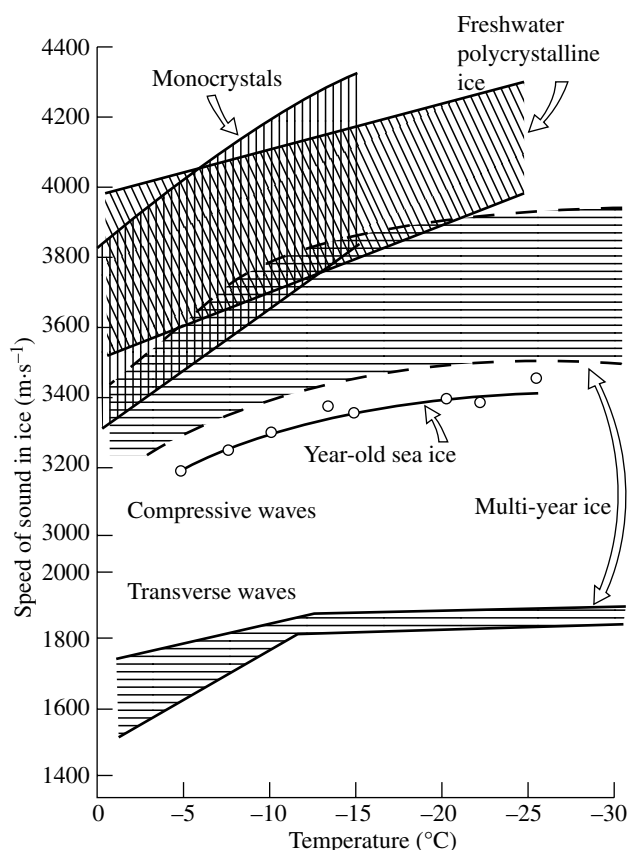 Freshwater
polycrystalline
ice
Monocrystals
4400
4200
4000
3800
3600
3400
3200
3000
2000
1800
1600
1400
Speed of sound in ice (m·s⁻¹)
Year-old sea ice
Compressive waves
Multi-year ice
Transverse waves
0
–5
–10
–15
–20
–25
–30
Temperature (°C)